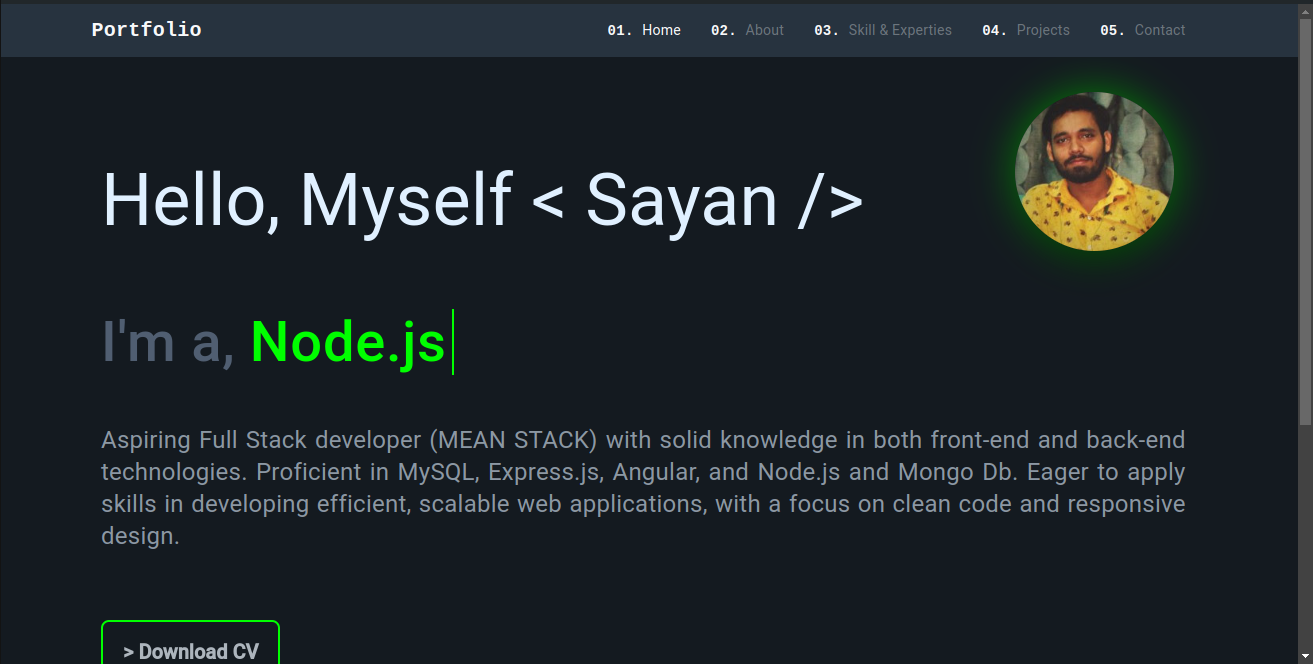 Portfolio
01. Home 02. About 03. Skill & Experties 04. Projects 05. Contact
Hello, Myself < Sayan />
I'm a, Node.js
Aspiring Full Stack developer (MEAN STACK) with solid knowledge in both front-end and back-end
technologies. Proficient in MySQL, Express.js, Angular, and Node.js and Mongo Db. Eager to apply
skills in developing efficient, scalable web applications, with a focus on clean code and responsive
design.
> Download CV